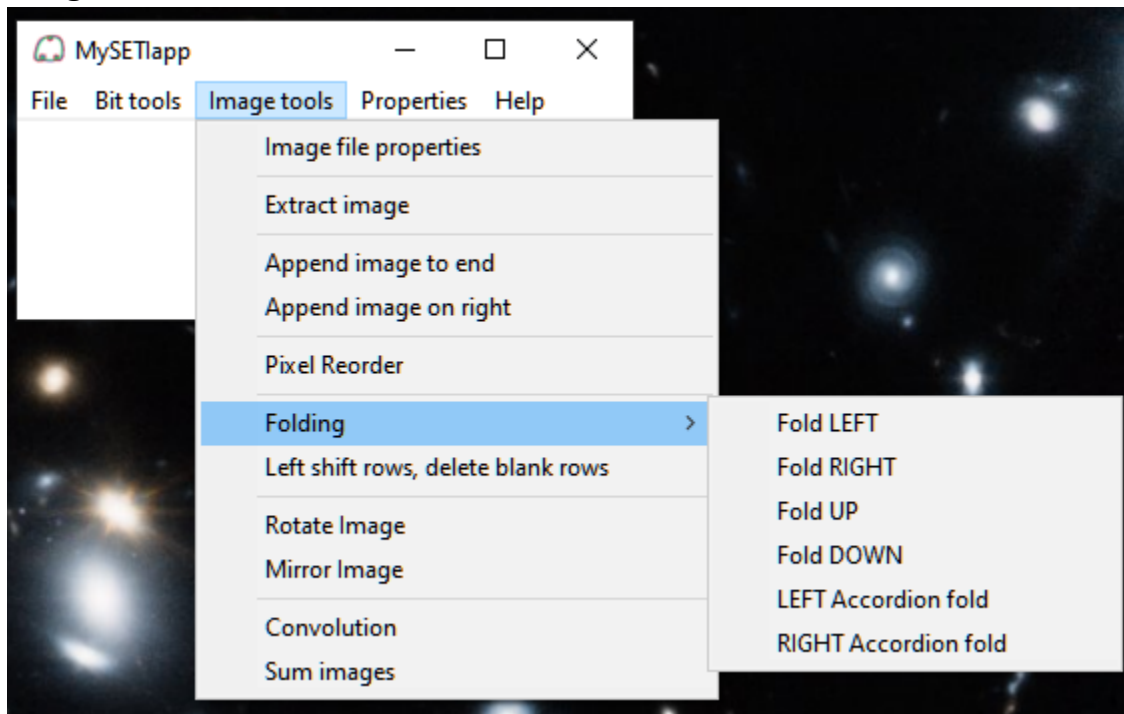 MySETIapp
File Bit tools Image tools Properties Help
Image file properties
Extract image
Append image to end
Append image on right
Pixel Reorder
Folding
Left shift rows, delete blank rows
Rotate Image
Mirror Image
Convolution
Sum images
Fold LEFT
Fold RIGHT
Fold UP
Fold DOWN
LEFT Accordion fold
RIGHT Accordion fold